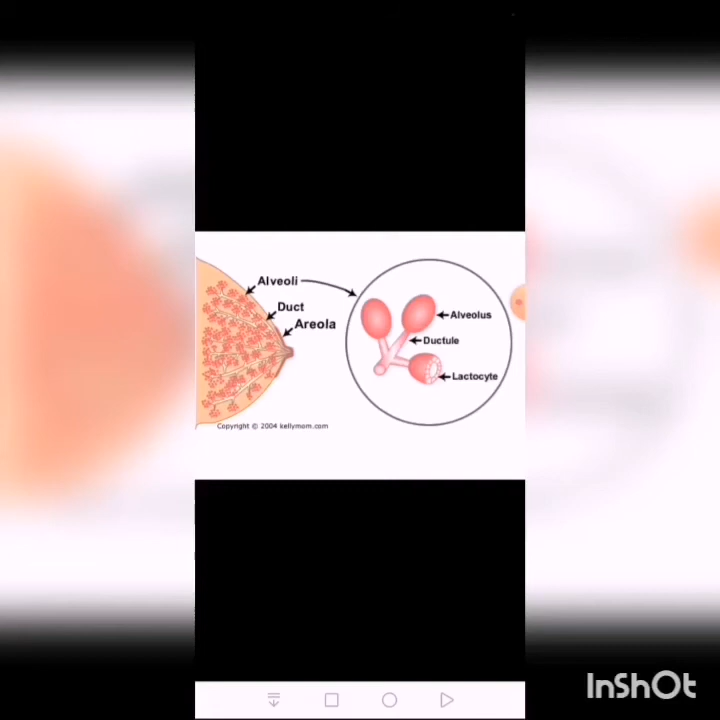 Alveoli
Duct
Areola
Alveolus
Ductule
Lactocyte
Copyright © 2004 kellymom.com
InShOt